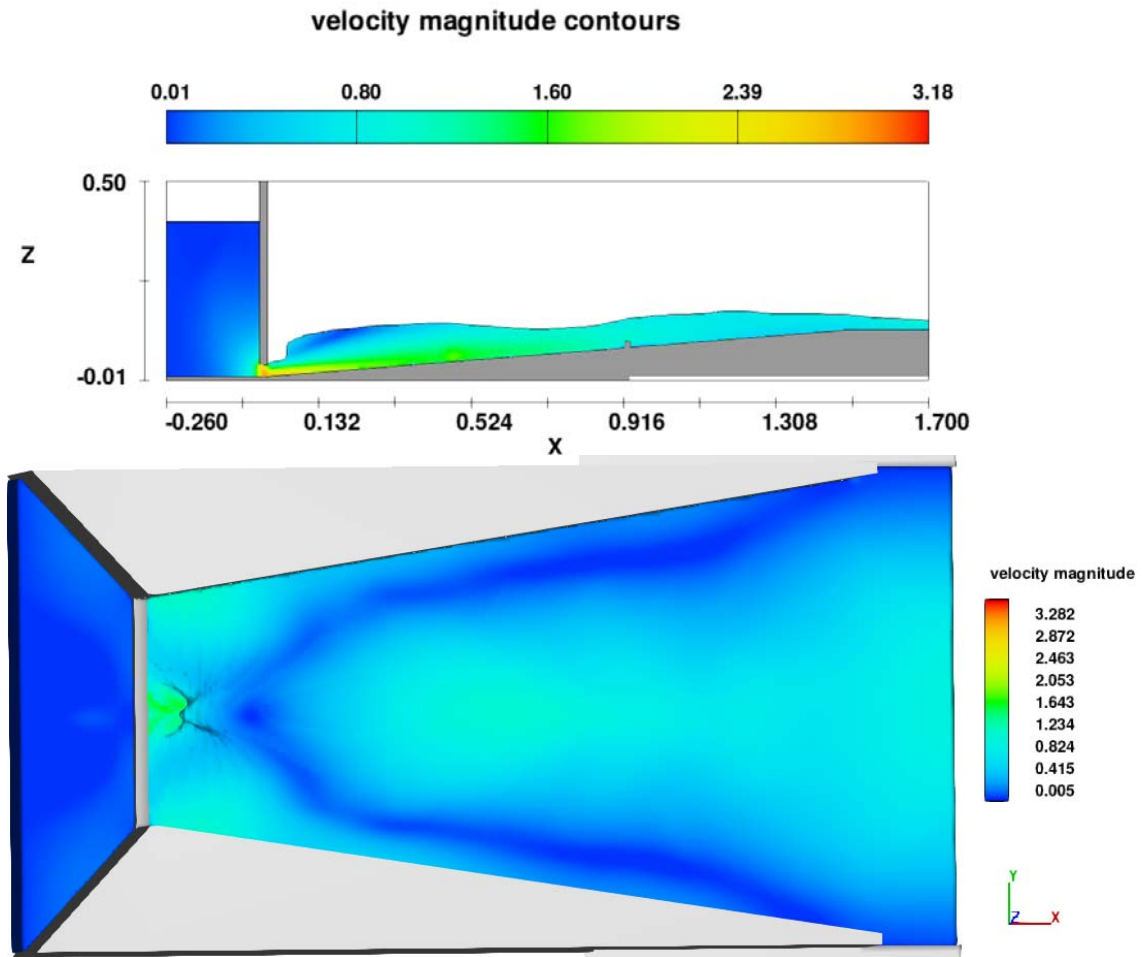 velocity magnitude contours
0.01 0.80 1.60 2.39 3.18
0.50
Z
-0.01
-0.260 0.132 0.524 0.916 1.308 1.700
X
velocity magnitude
3.282
2.872
2.463
2.053
1.643
1.234
0.824
0.415
0.005
Y
Z X